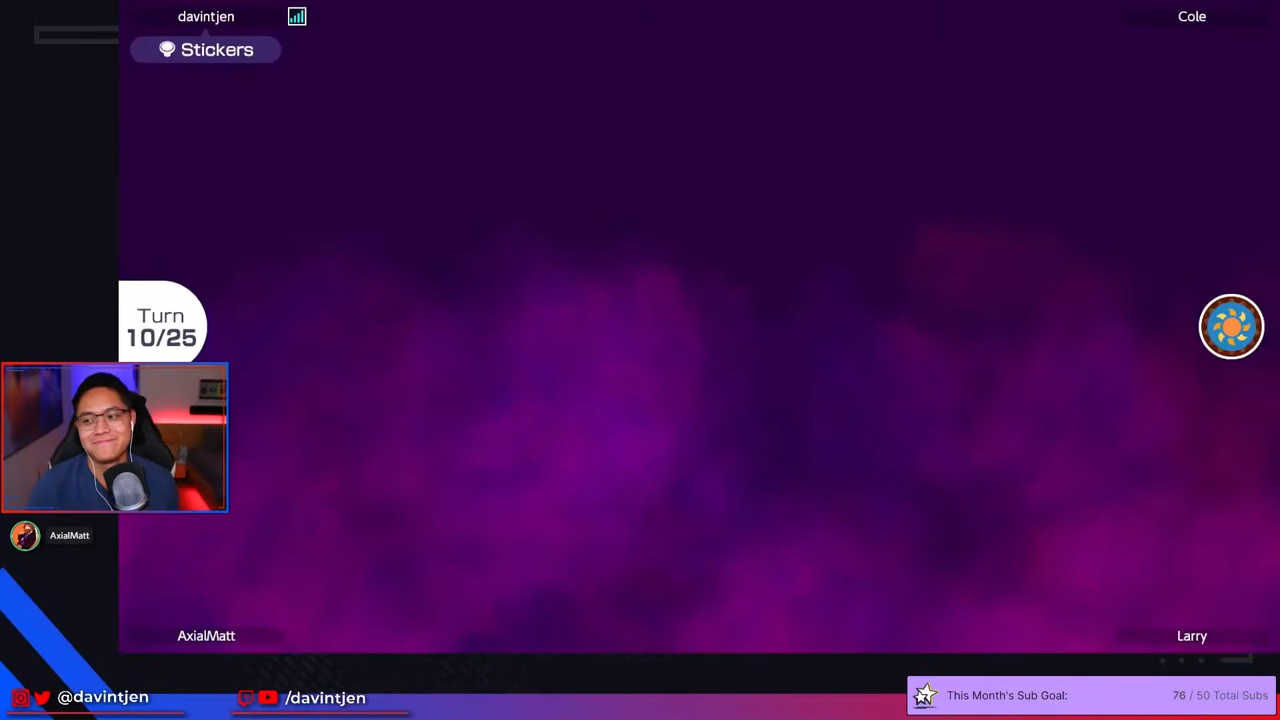 davintjen
Cole
Stickers
Turn
10/25
AxialMatt
AxialMatt
Larry
@davintjen
/davintjen
This Month's Sub Goal:
76 / 50 Total Subs